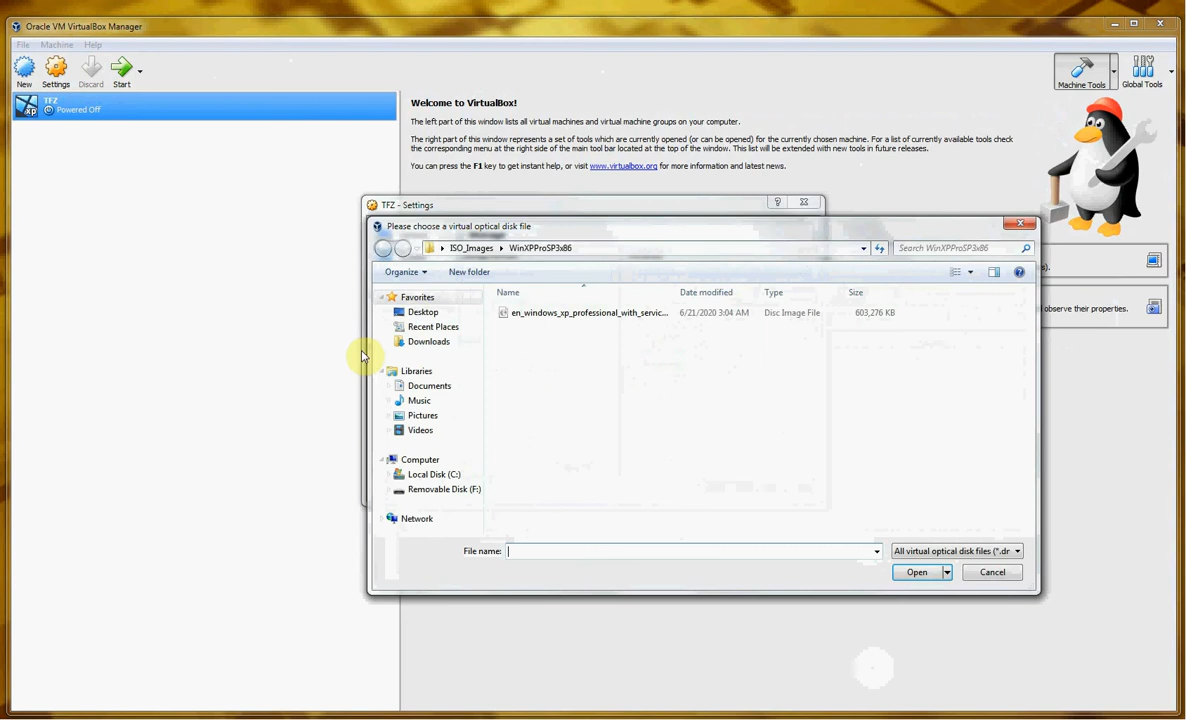 Oracle VM VirtualBox Manager
File Machine Help
New Settings Discard Start
Machine Tools Global Tools
TFZ
Powered Off
xp
Welcome to VirtualBox!
The left part of this window lists all virtual machines and virtual machine groups on your computer.
The right part of this window represents a set of tools which are currently opened (or can be opened) for the currently chosen machine. For a list of currently available tools check
the corresponding menu at the right side of the main tool bar located at the top of the window. This list will be extended with new tools in future releases.
You can press the F1 key to get instant help, or visit www.virtualbox.org for more information and latest news.
TFZ - Settings
Please choose a virtual optical disk file
ISO_Images WinXPProSP3x86
Search WinXPProSP3x86
Organize New folder
Name Date modified Type Size
en_windows_xp_professional_with_servic... 6/21/2020 3:04 AM Disc Image File 603,276 KB
Favorites
Desktop
Recent Places
Downloads
Libraries
Documents
Music
Pictures
Videos
Computer
Local Disk (C:)
Removable Disk (F:)
Network
s).
observe their properties.
File name:
All virtual optical disk files (*.dr
Open Cancel